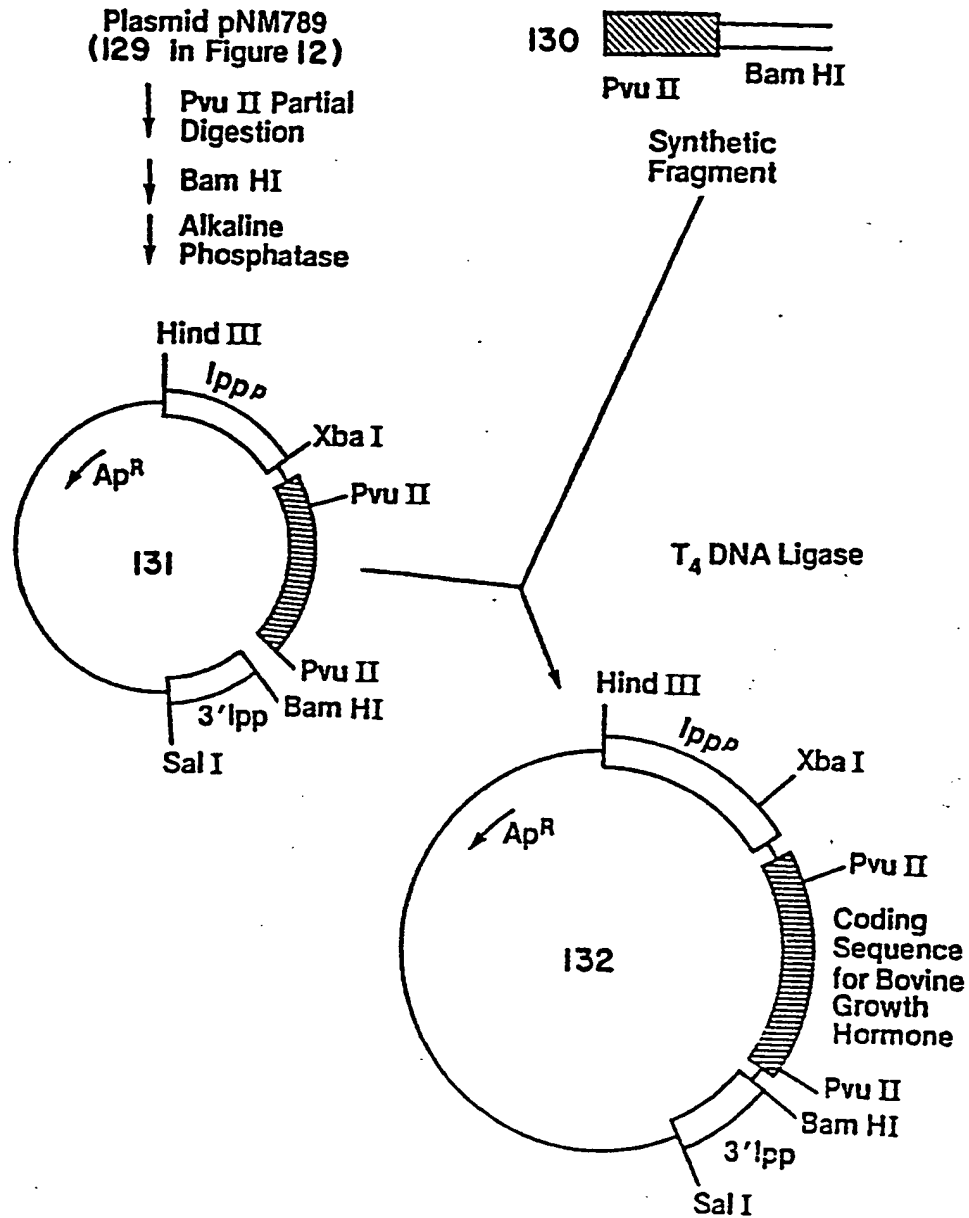 Plasmid pNM789
(129 in Figure 12)
Pvu II Partial
Digestion
Bam HI
Alkaline
Phosphatase
130
Pvu II
Bam HI
Synthetic
Fragment
Hind III
lpp p
Xba I
Ap^R
Pvu II
131
Pvu II
Bam HI
3'lpp
Sal I
T4 DNA Ligase
Hind III
lpp p
Xba I
Ap^R
Pvu II
132
Coding
Sequence
for Bovine
Growth
Hormone
Pvu II
Bam HI
3'lpp
Sal I